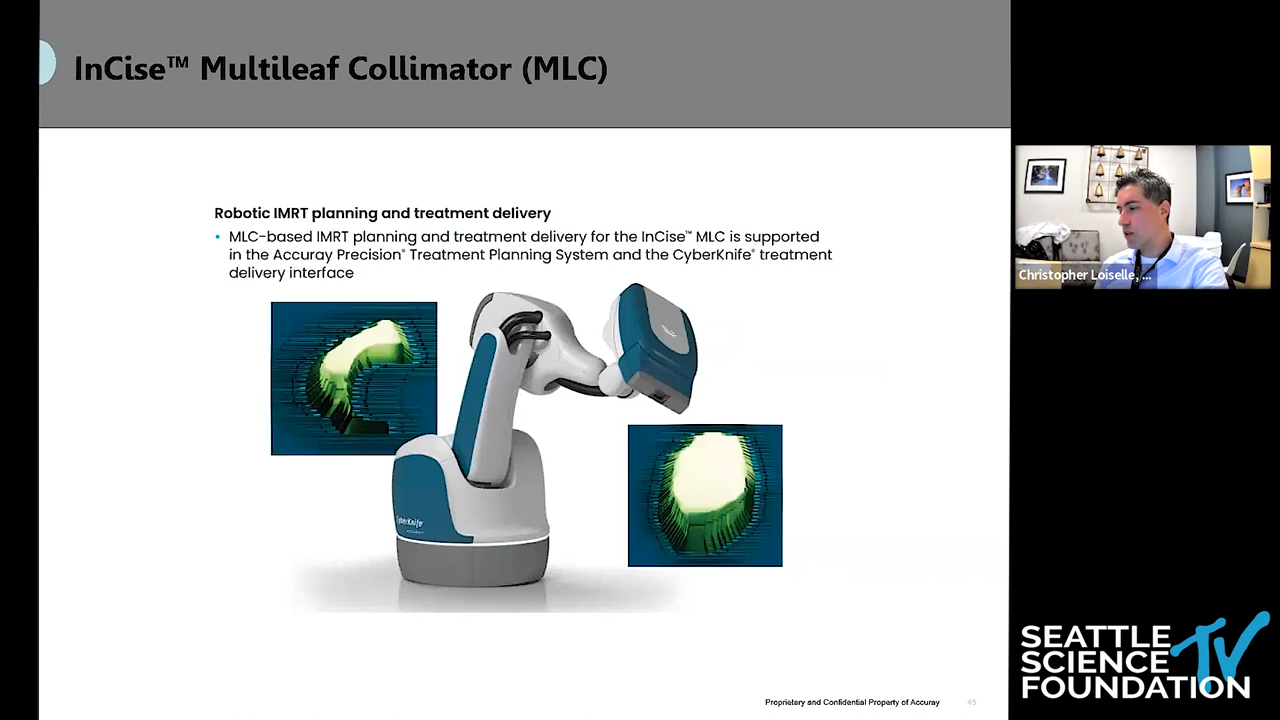 InCise™ Multileaf Collimator (MLC)
Robotic IMRT planning and treatment delivery
• MLC-based IMRT planning and treatment delivery for the InCise™ MLC is supported
in the Accuray Precision® Treatment Planning System and the CyberKnife® treatment
delivery interface
CyberKnife®
Christopher Loiselle, ...
SEATTLE
SCIENCE TV
FOUNDATION
Proprietary and Confidential Property of Accuray
45